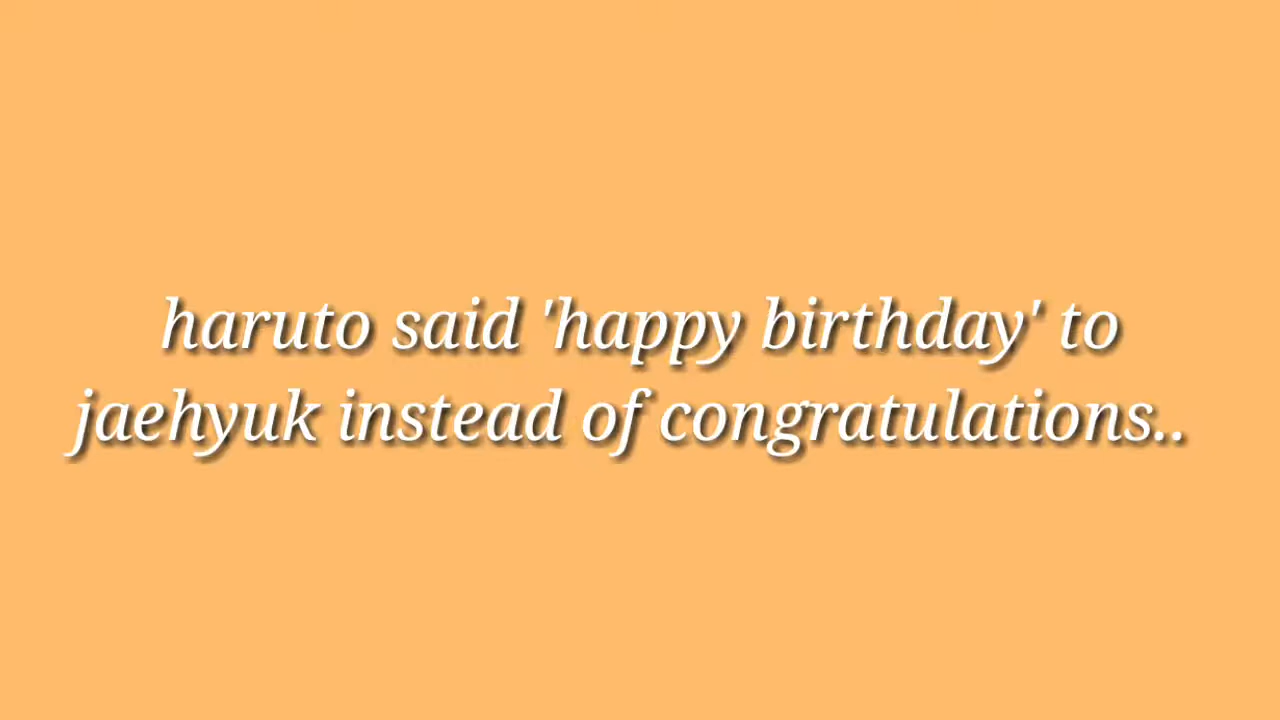 haruto said 'happy birthday' to
jaehyuk instead of congratulations..